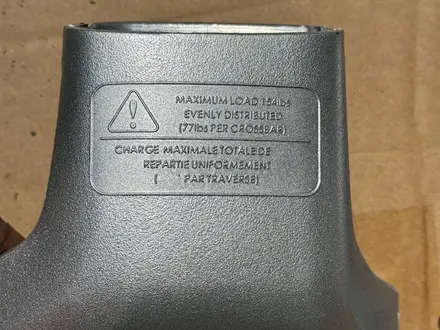 MAXIMUM LOAD 154lbs
EVENLY DISTRIBUTED
(77lbs PER CROSSBAR)
CHARGE MAXIMALE TOTALE DE
REPARTIE UNIFORMEMENT
( PAR TRAVERSE)